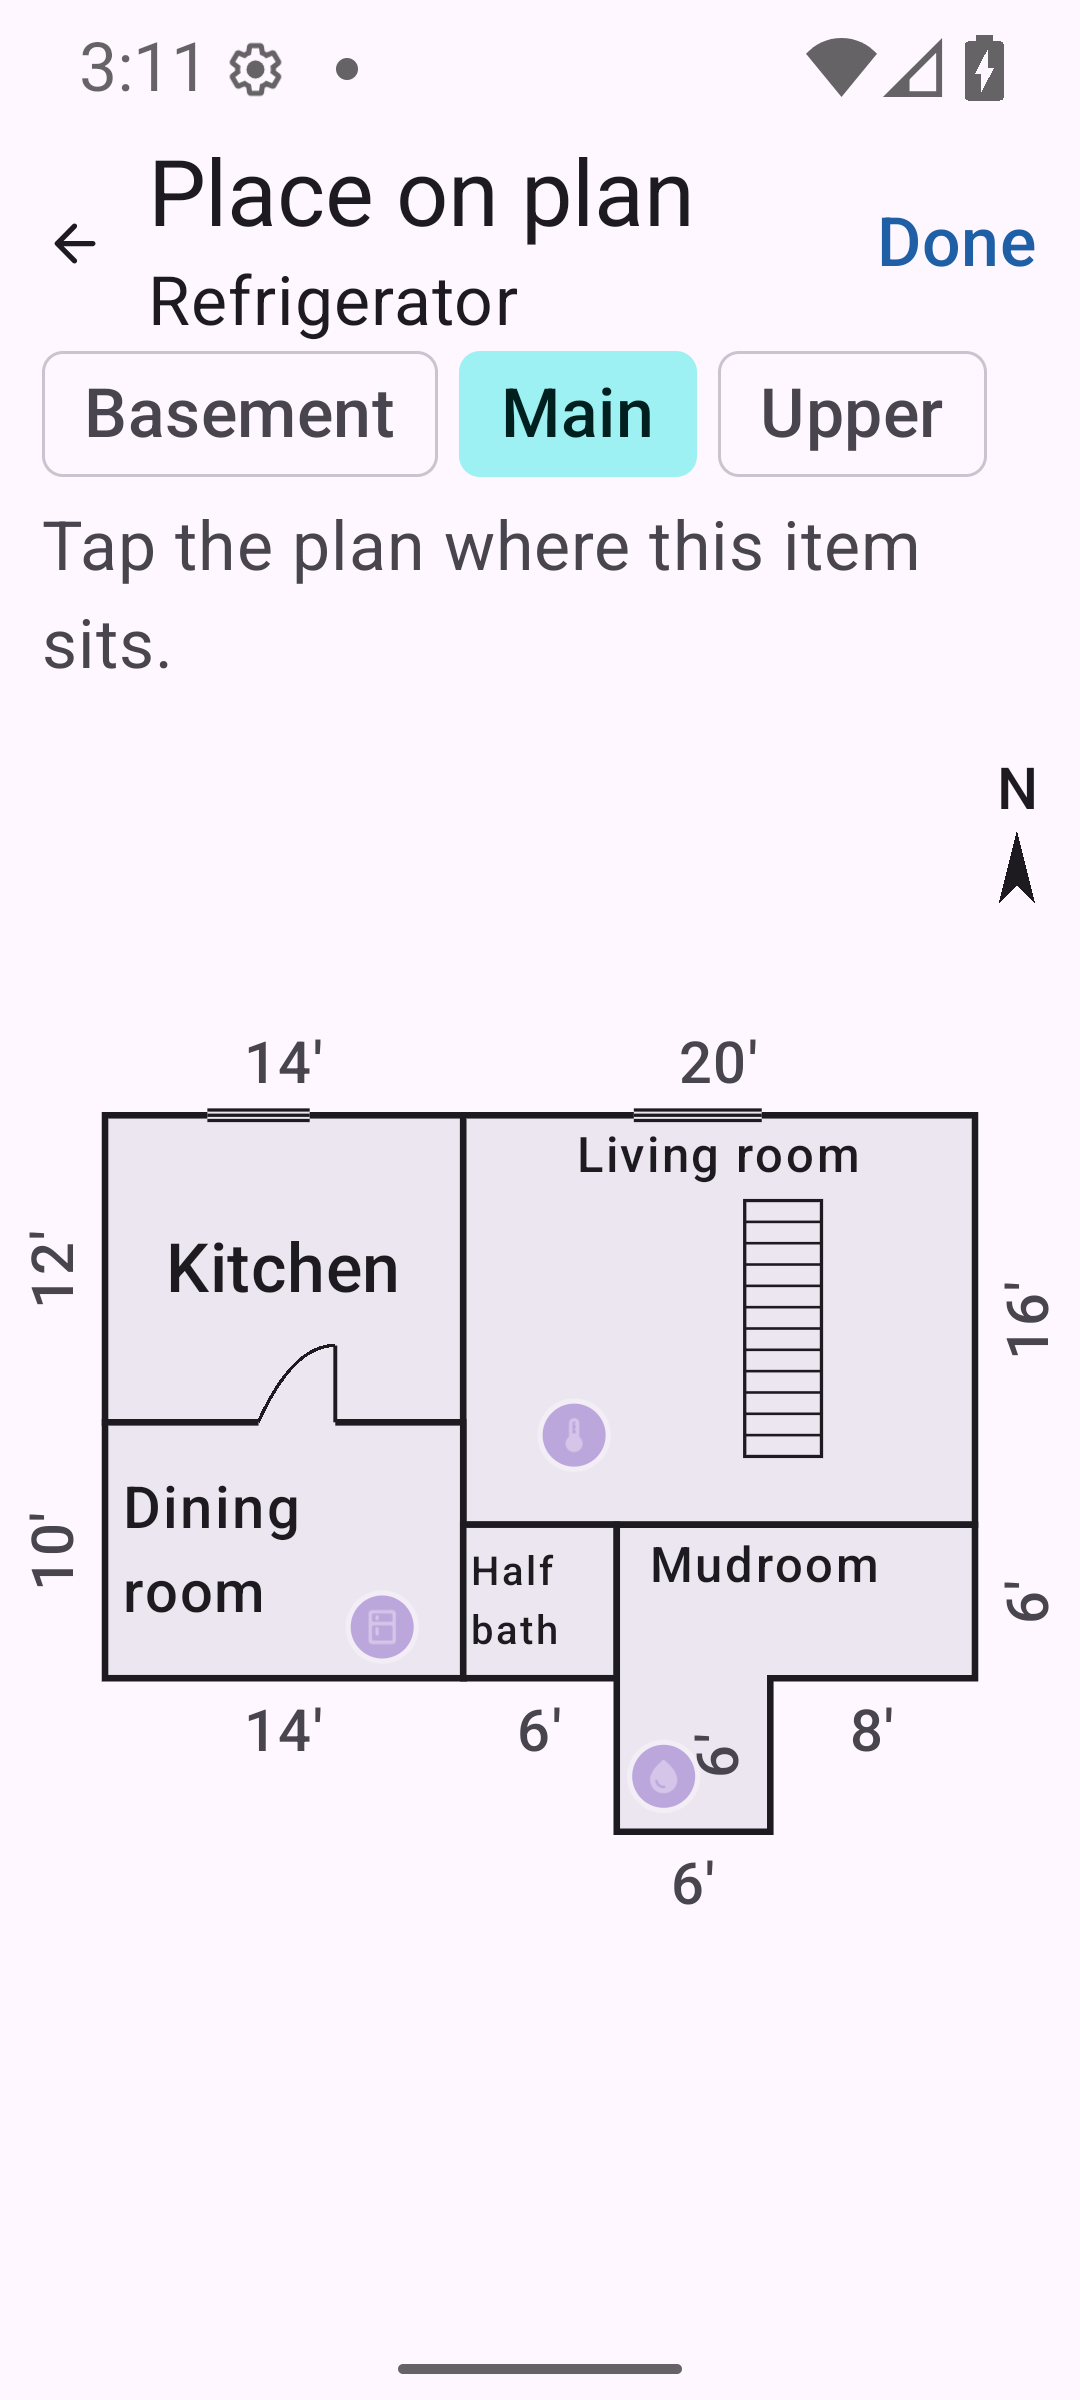 3:11
Place on plan
Done
Refrigerator
Basement
Main
Upper
Tap the plan where this item
sits.
N
14'
20'
Living room
Kitchen
12'
16'
Dining
room
10'
Half
bath
Mudroom
6'
14'
6'
8'
6'
6'